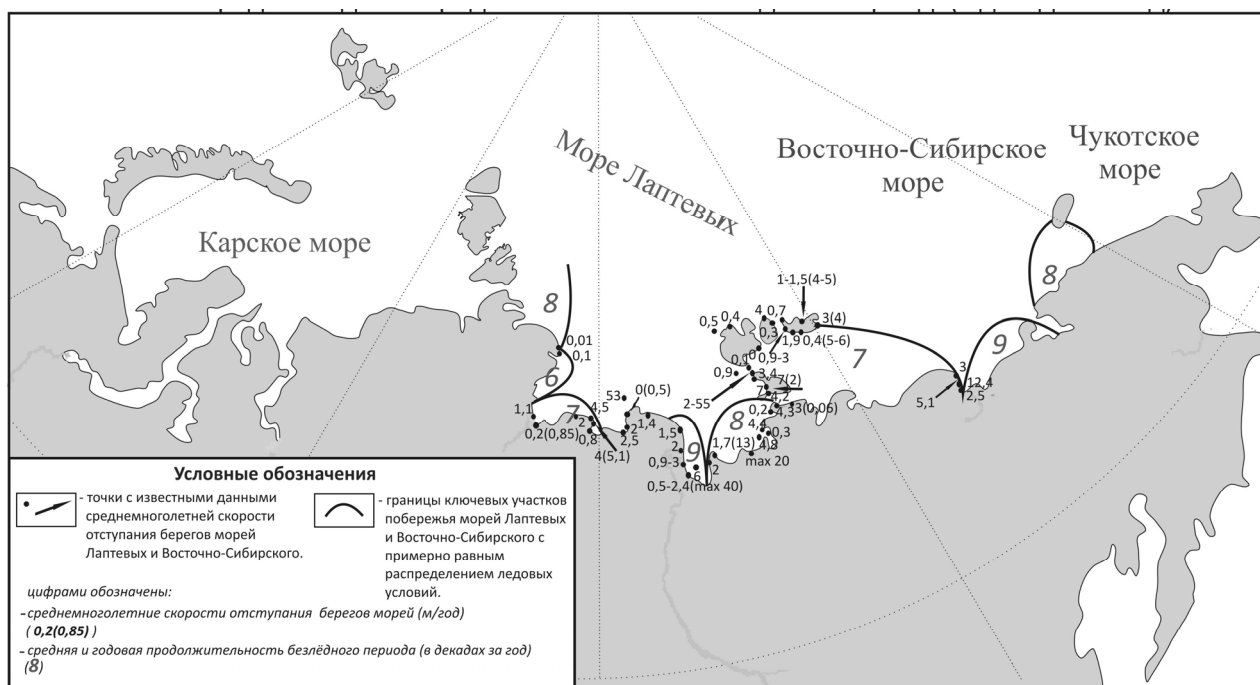 Чукотское
море
Восточно-Сибирское
море
Море Лаптевых
Карское море
1-1,5(4-5)
8
8
4
0,7
3(4)
0,4
0,5
0,3
1,9
0,4(5-6)
7
9
0,01
0,1
0
0,9-3
0,1
0,9
3,4
3
6
7(2)
7
12,4
2,5
5,1
53
0(0,5)
2-55
4,2
8
0,2
4,3
3(0,06)
1,1
7
4,5
2
1,4
0,2(0,85)
0,8
2
2,5
1,5
4,4
0,3
4(5,1)
2
9
1,7(13)
4,8
0,9-3
6
2
max 20
0,5-2,4(max 40)
Условные обозначения
- точки с известными данными
среднемноголетней скорости
отступания берегов морей
Лаптевых и Восточно-Сибирского.
- границы ключевых участков
побережья морей Лаптевых
и Восточно-Сибирского с
примерно равным
распределением ледовых
условий.
цифрами обозначены:
- среднемноголетние скорости отступания берегов морей (м/год)
( 0,2(0,85) )
- средняя и годовая продолжительность безлёдного периода (в декадах за год)
(8)